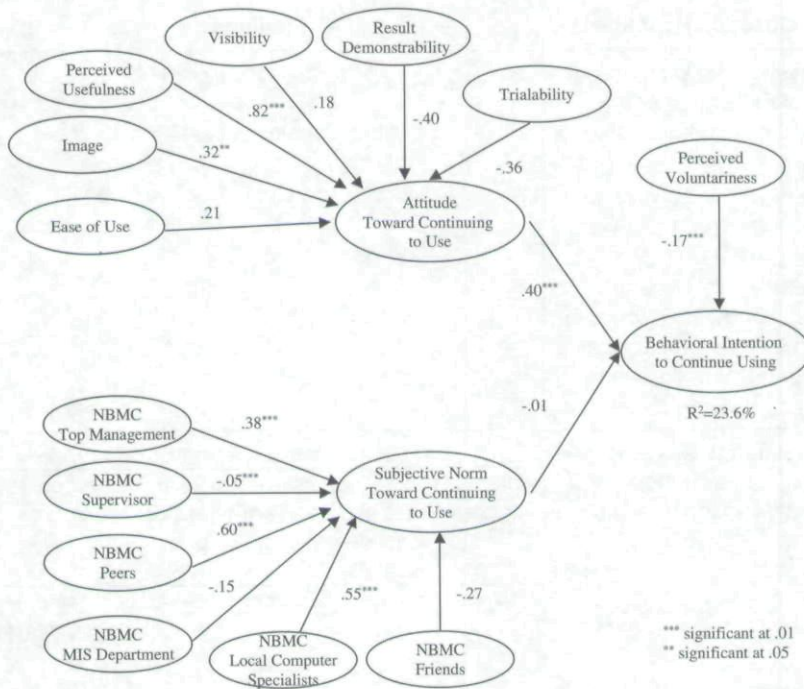 Visibility
Result
Demonstrability
Perceived
Usefulness
Trialability
.82***
.18
-.40
Image
.32**
-.36
Perceived
Voluntariness
Ease of Use
.21
Attitude
Toward Continuing
to Use
-.17***
.40***
Behavioral Intention
to Continue Using
R²=23.6%
-.01
NBMC
Top Management
.38***
NBMC
Supervisor
-.05***
Subjective Norm
Toward Continuing
to Use
.60***
NBMC
Peers
-.15
.55***
-.27
NBMC
MIS Department
NBMC
Local Computer
Specialists
NBMC
Friends
*** significant at .01
** significant at .05